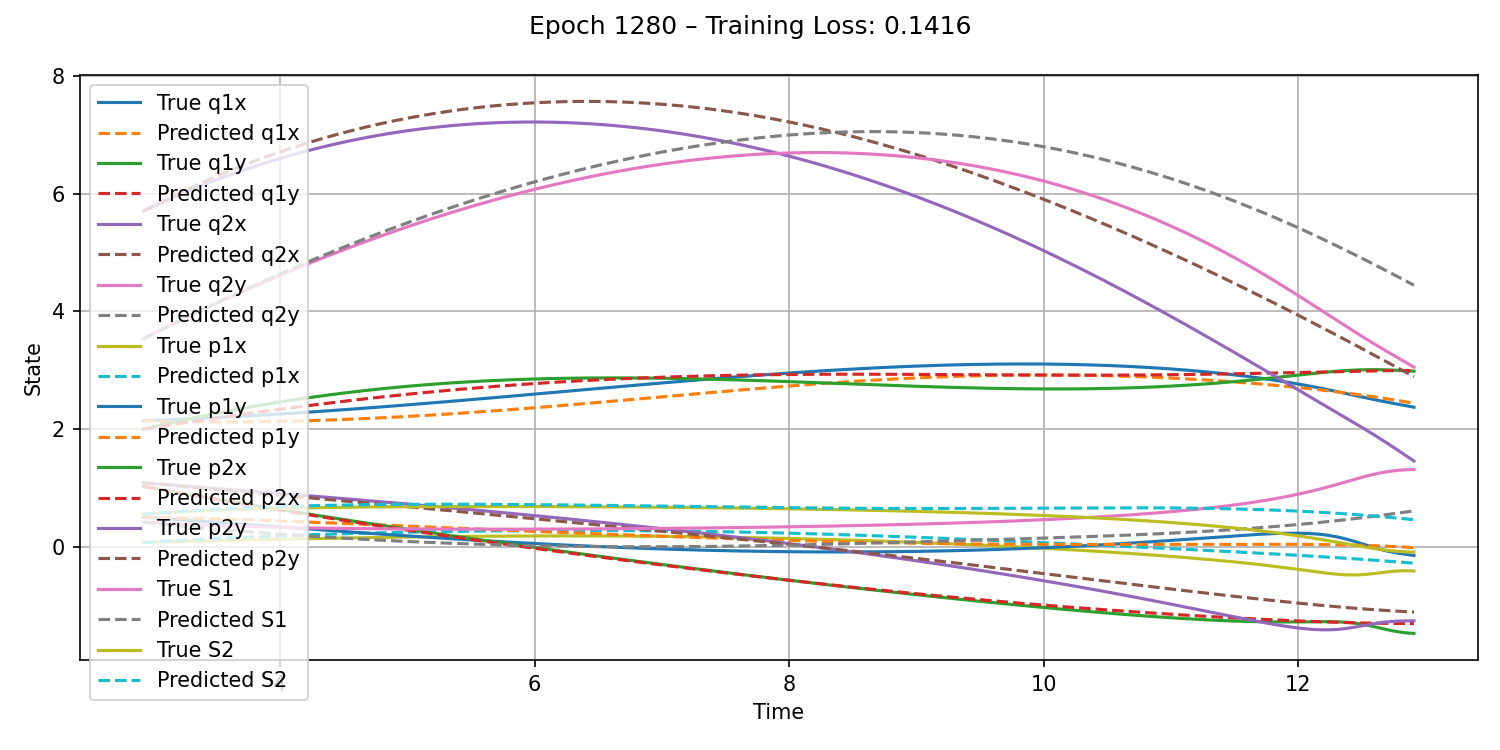 Epoch 1280 – Training Loss: 0.1416
8
6
4
2
0
State
True q1x
Predicted q1x
True q1y
Predicted q1y
True q2x
Predicted q2x
True q2y
Predicted q2y
True p1x
Predicted p1x
True p1y
Predicted p1y
True p2x
Predicted p2x
True p2y
Predicted p2y
True S1
Predicted S1
True S2
Predicted S2
4 6 8 10 12
Time